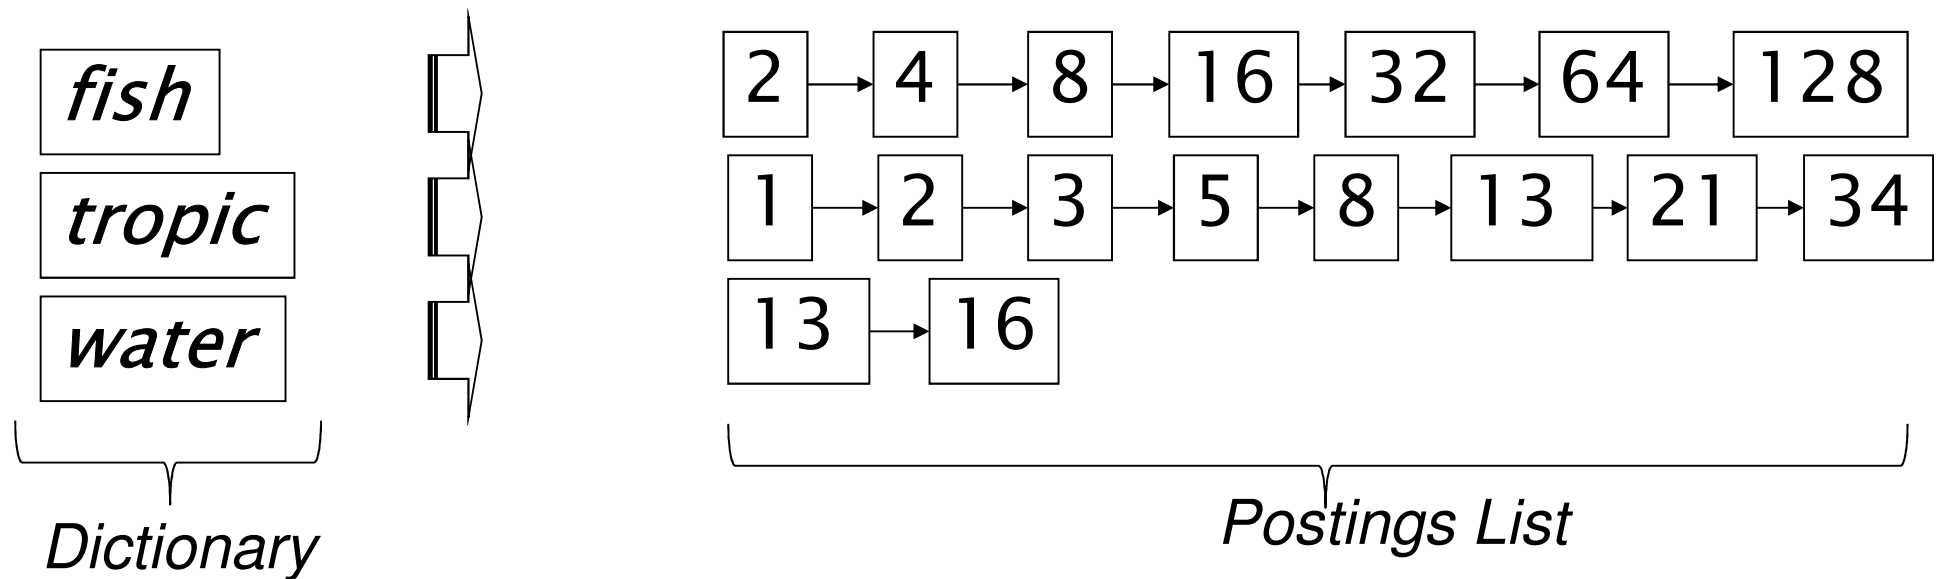 fish 2 4 8 16 32 64 128
tropic 1 2 3 5 8 13 21 34
water 13 16
Dictionary Postings List